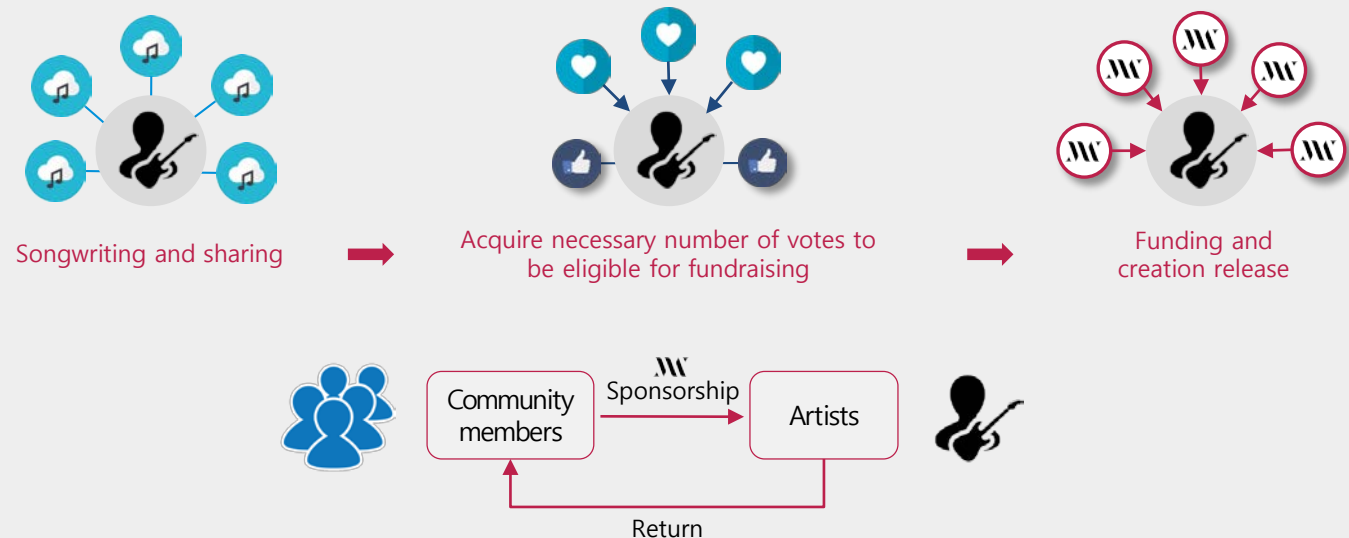 Songwriting and sharing
Acquire necessary number of votes to
be eligible for fundraising
Funding and
creation release
Community
members
Sponsorship
Artists
Return